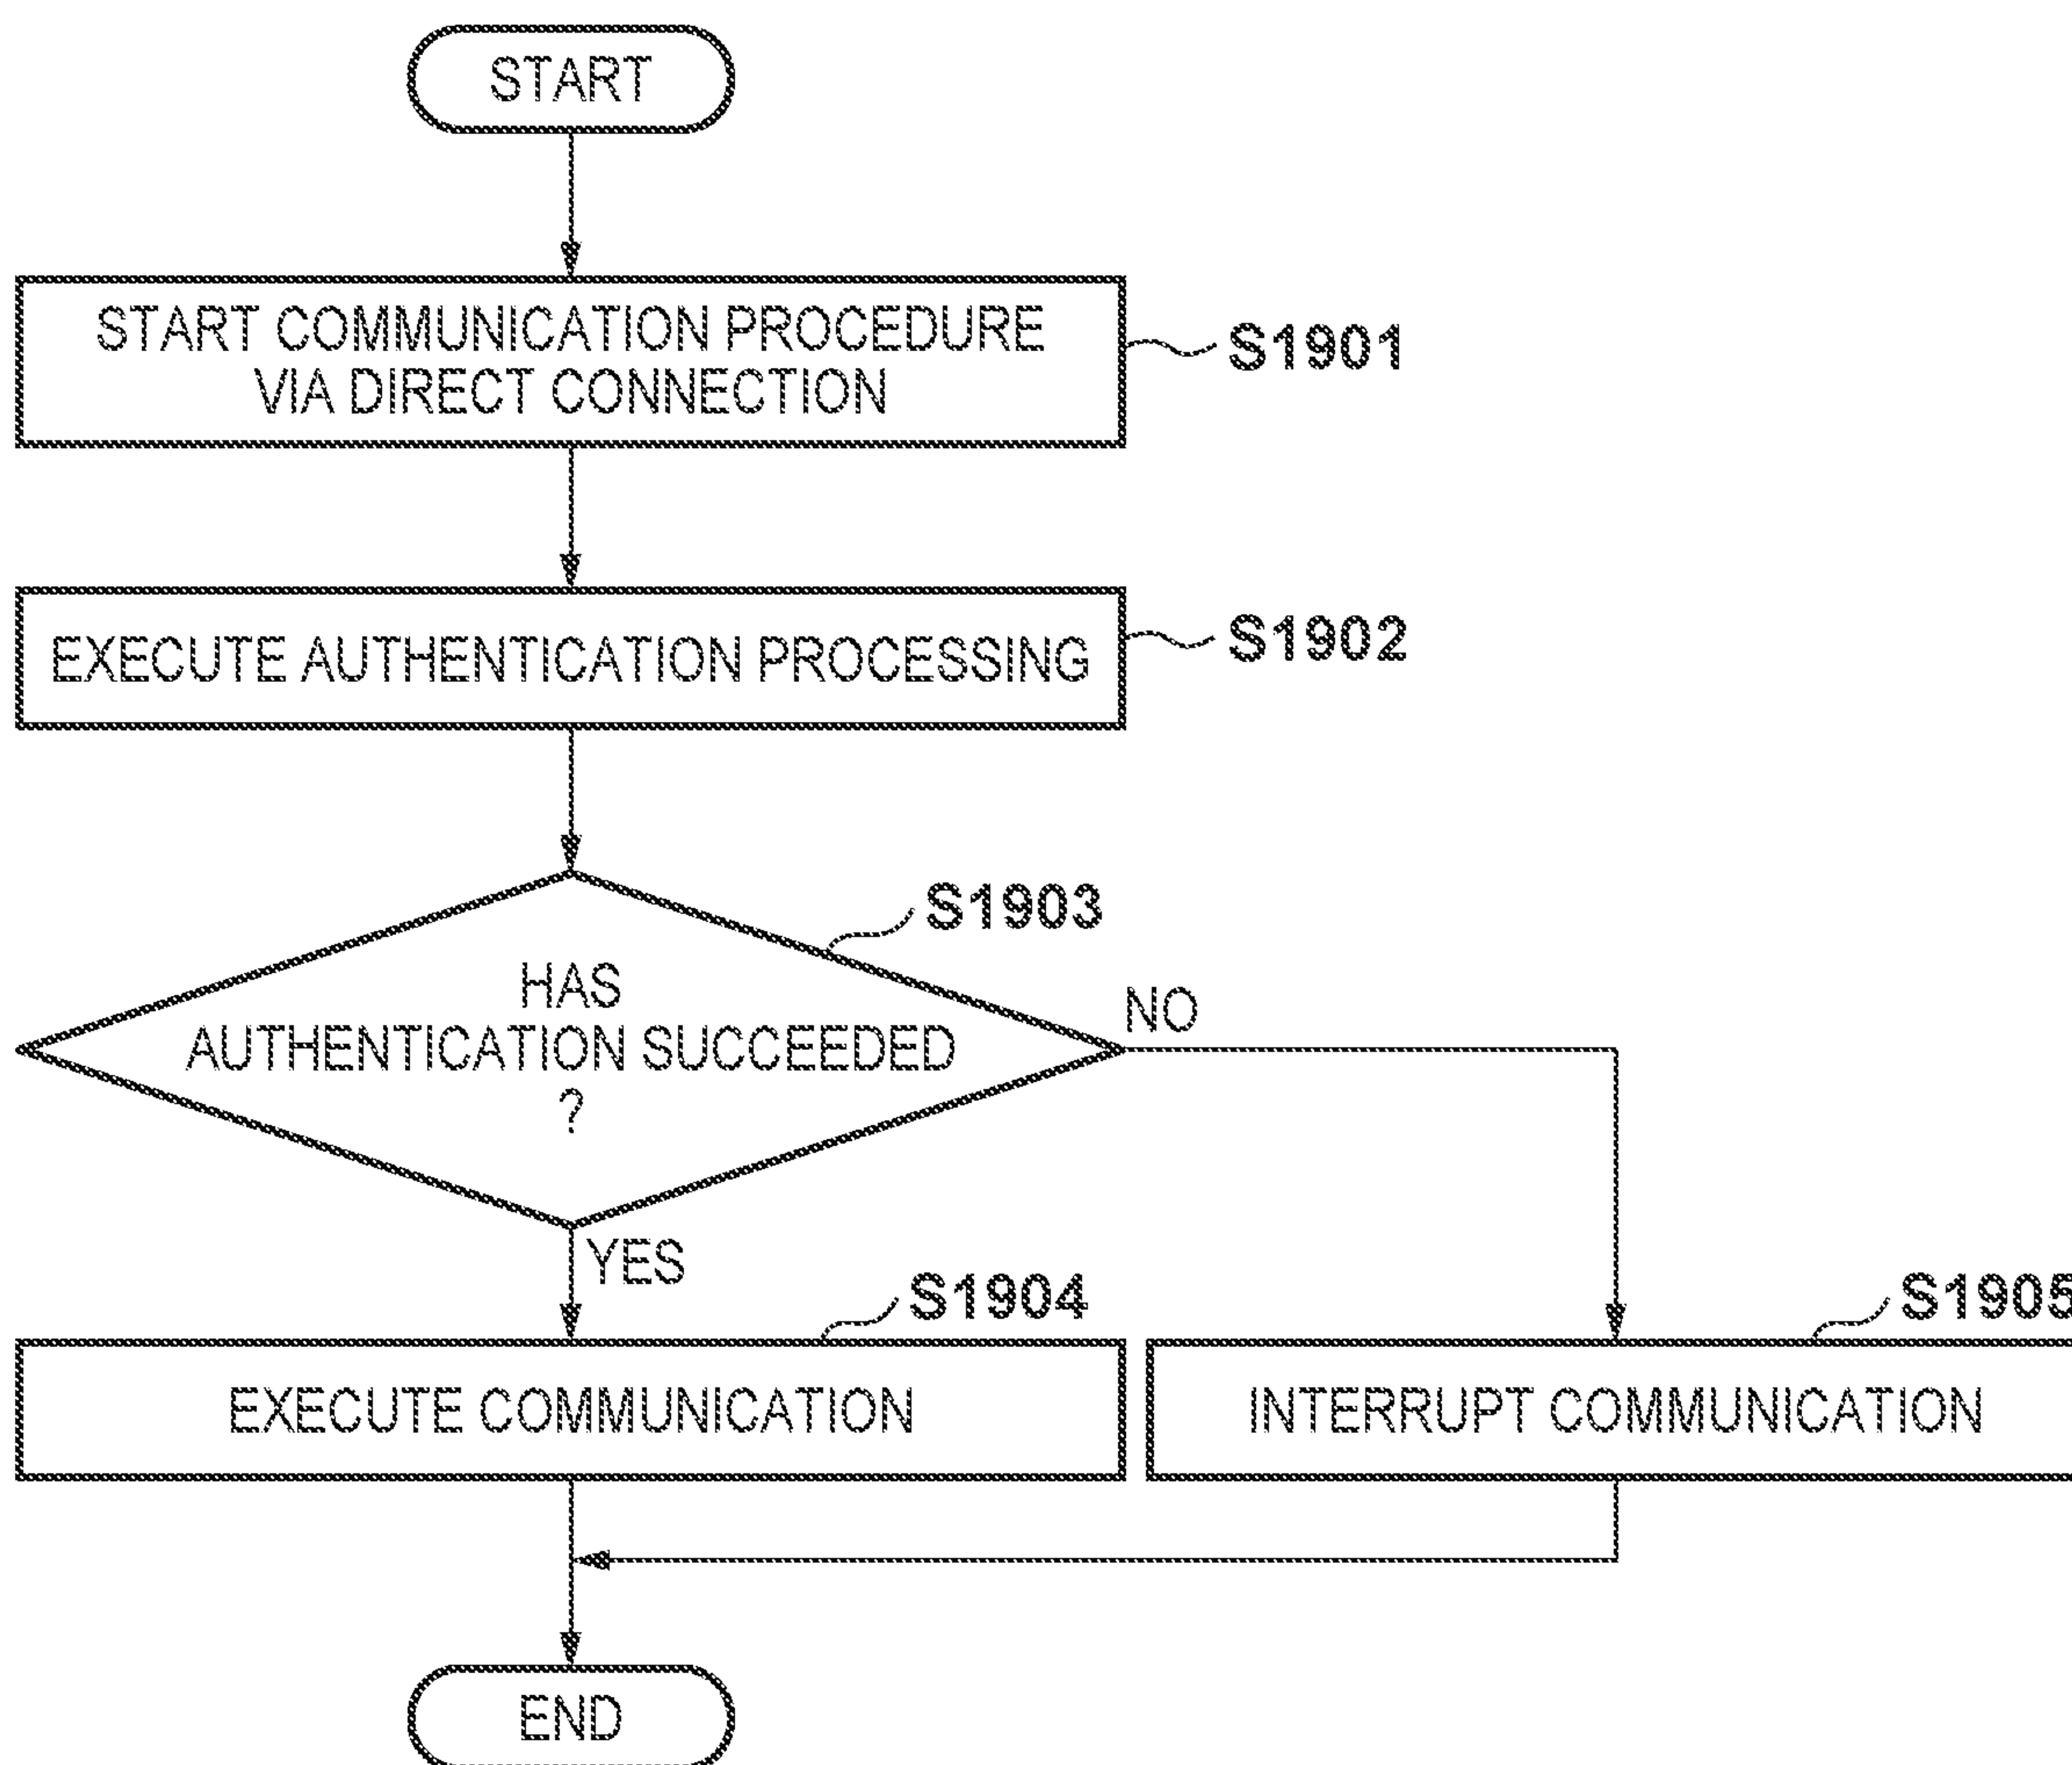 START
START COMMUNICATION PROCEDURE
VIA DIRECT CONNECTION
S1901
EXECUTE AUTHENTICATION PROCESSING
S1902
S1903
HAS
AUTHENTICATION SUCCEEDED
?
NO
YES
S1904
S1905
EXECUTE COMMUNICATION
INTERRUPT COMMUNICATION
END